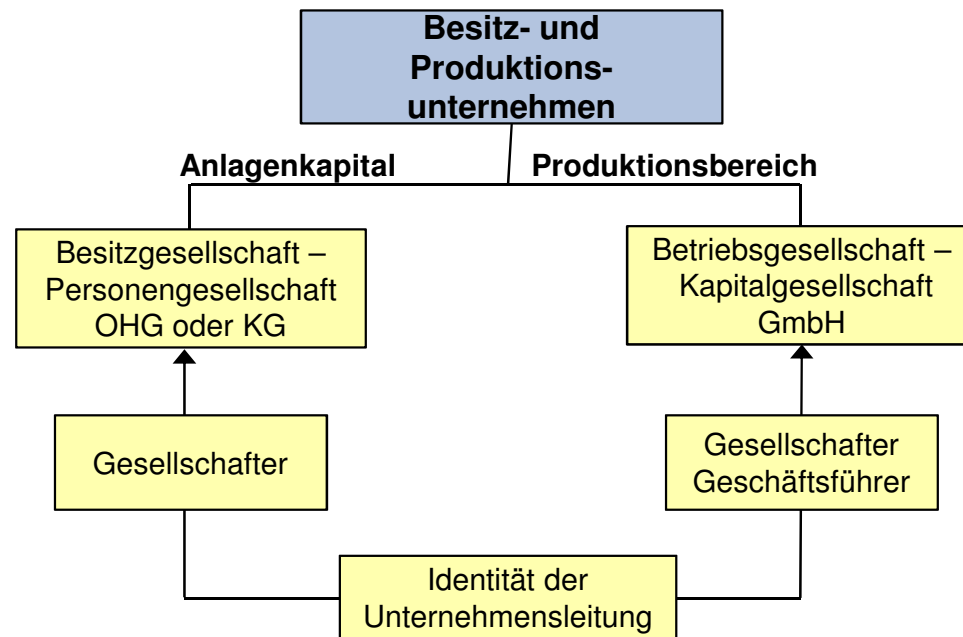 Besitz- und
Produktions-
unternehmen
Anlagenkapital
Produktionsbereich
Besitzgesellschaft –
Personengesellschaft
OHG oder KG
Betriebsgesellschaft –
Kapitalgesellschaft
GmbH
Gesellschafter
Gesellschafter
Geschäftsführer
Identität der
Unternehmensleitung